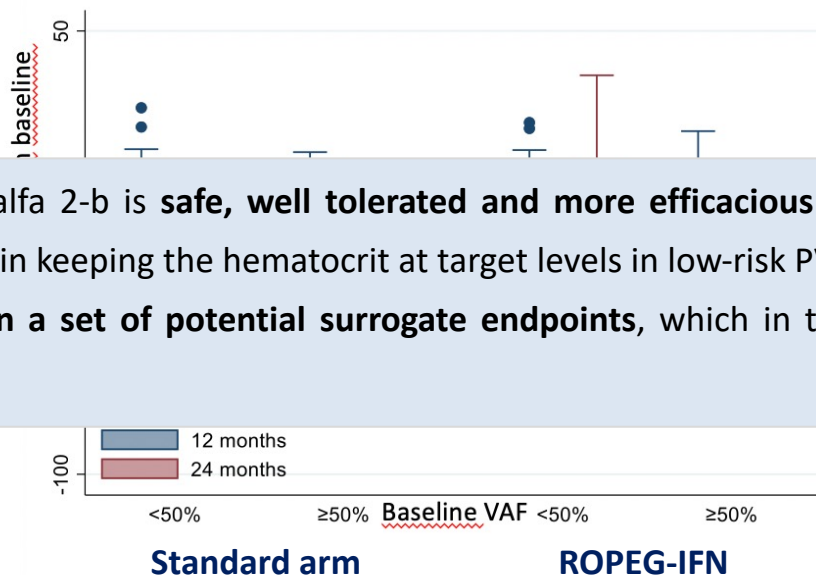 50
n baseline
alfa 2-b is safe, well tolerated and more efficacious
in keeping the hematocrit at target levels in low-risk P
n a set of potential surrogate endpoints, which in t
12 months
24 months
-100
<50% ≥50% Baseline VAF <50% ≥50%
Standard arm ROPEG-IFN